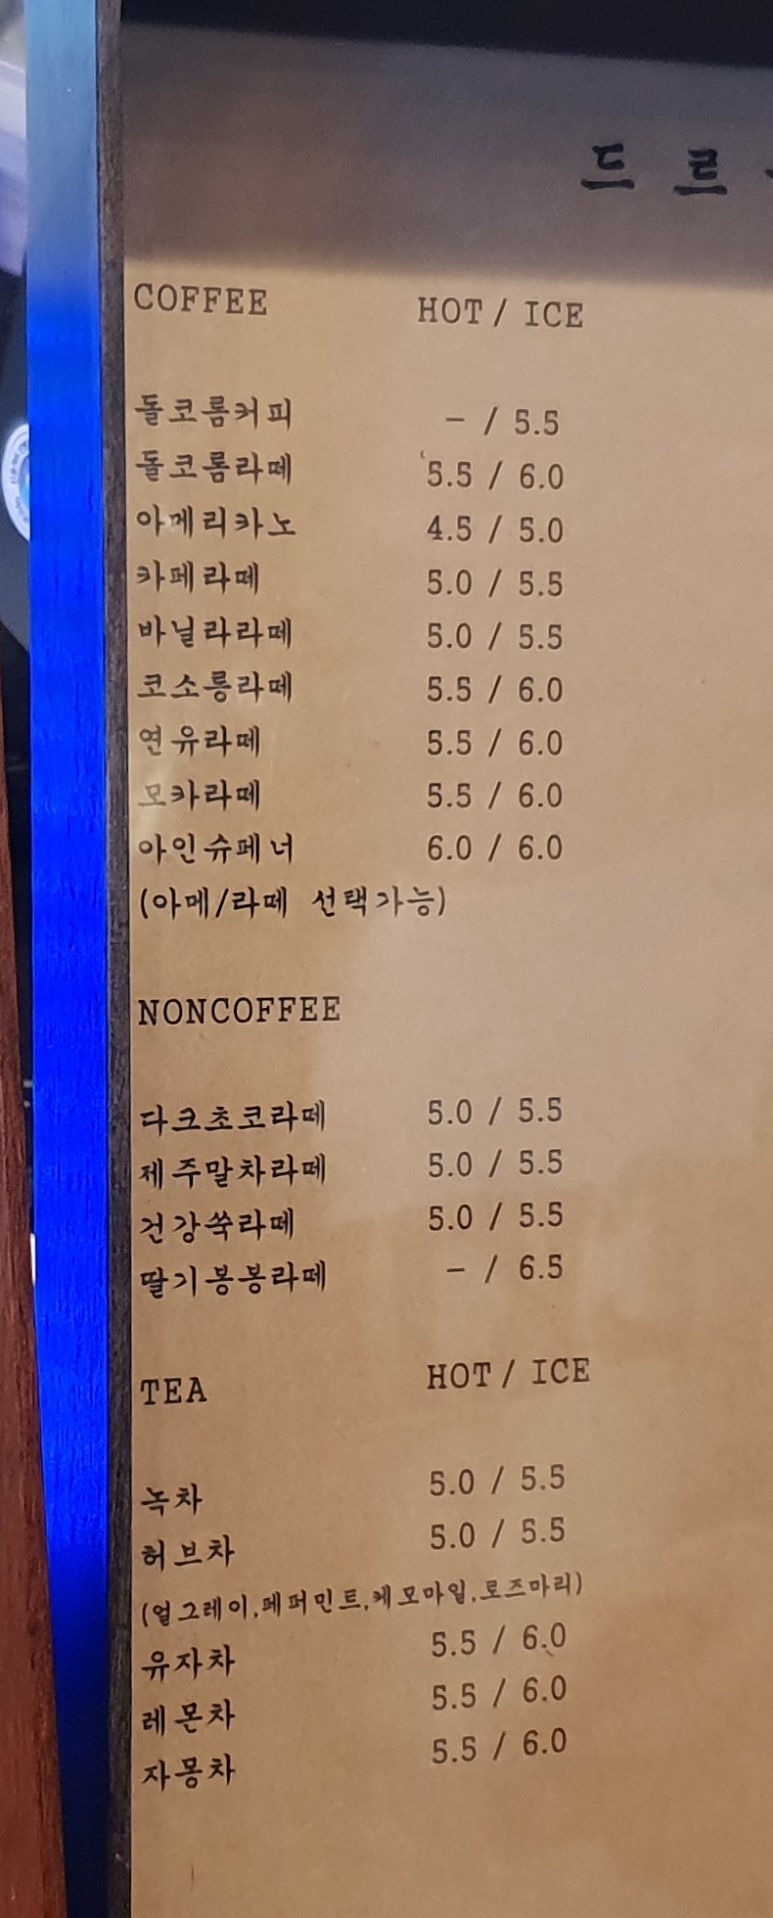 드르
COFFEE HOT / ICE
돌코롬커피 - / 5.5
돌코롬라떼 5.5 / 6.0
아메리카노 4.5 / 5.0
카페라떼 5.0 / 5.5
바닐라라떼 5.0 / 5.5
코소롱라떼 5.5 / 6.0
연유라떼 5.5 / 6.0
모카라떼 5.5 / 6.0
아인슈페너 6.0 / 6.0
(아메/라떼 선택가능)
NONCOFFEE
다크초코라떼 5.0 / 5.5
제주말차라떼 5.0 / 5.5
건강쑥라떼 5.0 / 5.5
딸기봉봉라떼 - / 6.5
TEA HOT / ICE
녹차 5.0 / 5.5
허브차 5.0 / 5.5
(얼그레이,페퍼민트,케모마일,로즈마리)
유자차 5.5 / 6.0
레몬차 5.5 / 6.0
자몽차 5.5 / 6.0